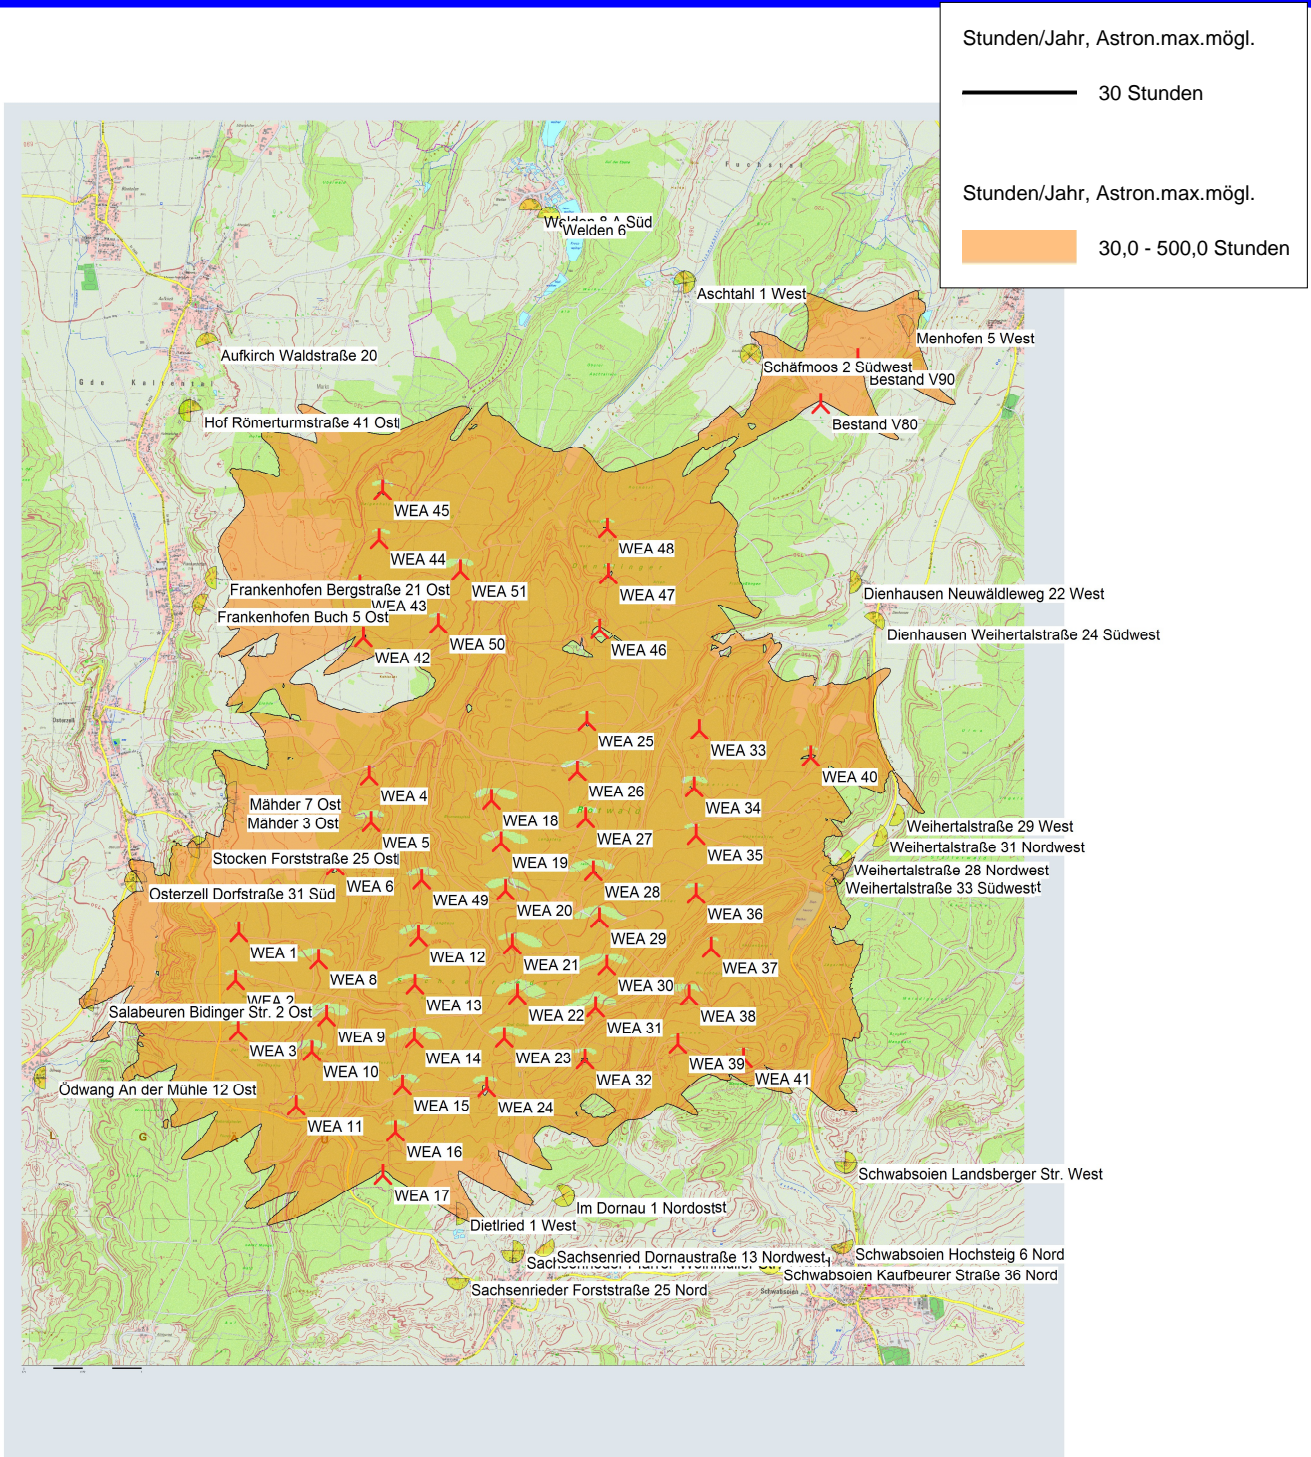 Stunden/Jahr, Astron.max.mögl.
30 Stunden
Stunden/Jahr, Astron.max.mögl.
30,0 - 500,0 Stunden
Welden 8 A Süd
Welden 6
Aschtahl 1 West
Menhofen 5 West
Aufkirch Waldstraße 20
Schäfmoos 2 Südwest
Bestand V90
Hof Römerturmstraße 41 Ost
Bestand V80
WEA 45
WEA 48
WEA 44
Frankenhofen Bergstraße 21 Ost
WEA 51
WEA 47
Dienhausen Neuwäldleweg 22 West
WEA 43
Frankenhofen Buch 5 Ost
Dienhausen Weihertalstraße 24 Südwest
WEA 50
WEA 46
WEA 42
Osterzell
WEA 25
WEA 33
WEA 40
WEA 26
WEA 4
WEA 34
Mähder 7 Ost
Rotwald
WEA 18
Mähder 3 Ost
Weihertalstraße 29 West
WEA 5
WEA 27
Weihertalstraße 31 Nordwest
WEA 35
Stocken Forststraße 25 Ost
WEA 19
Weihertalstraße 28 Nordwest
WEA 6
WEA 28
Weihertalstraße 33 Südwest
Osterzell Dorfstraße 31 Süd
WEA 49
WEA 20
WEA 36
WEA 29
WEA 1
WEA 12
WEA 21
WEA 37
WEA 8
WEA 30
WEA 2
WEA 13
Salabeuren Bidinger Str. 2 Ost
WEA 22
WEA 38
WEA 31
WEA 9
WEA 3
WEA 14
WEA 23
WEA 39
WEA 10
WEA 32
WEA 41
Ödwang An der Mühle 12 Ost
WEA 15
WEA 24
WEA 11
WEA 16
Schwabsoien Landsberger Str. West
WEA 17
Im Dornau 1 Nordost
Dietlried 1 West
Schwabsoien Hochsteig 6 Nord
Sachsenried Dornaustraße 13 Nordwest
Schwabsoien Kaufbeurer Straße 36 Nord
Sachsenrieder Forststraße 25 Nord
Schwabsoien